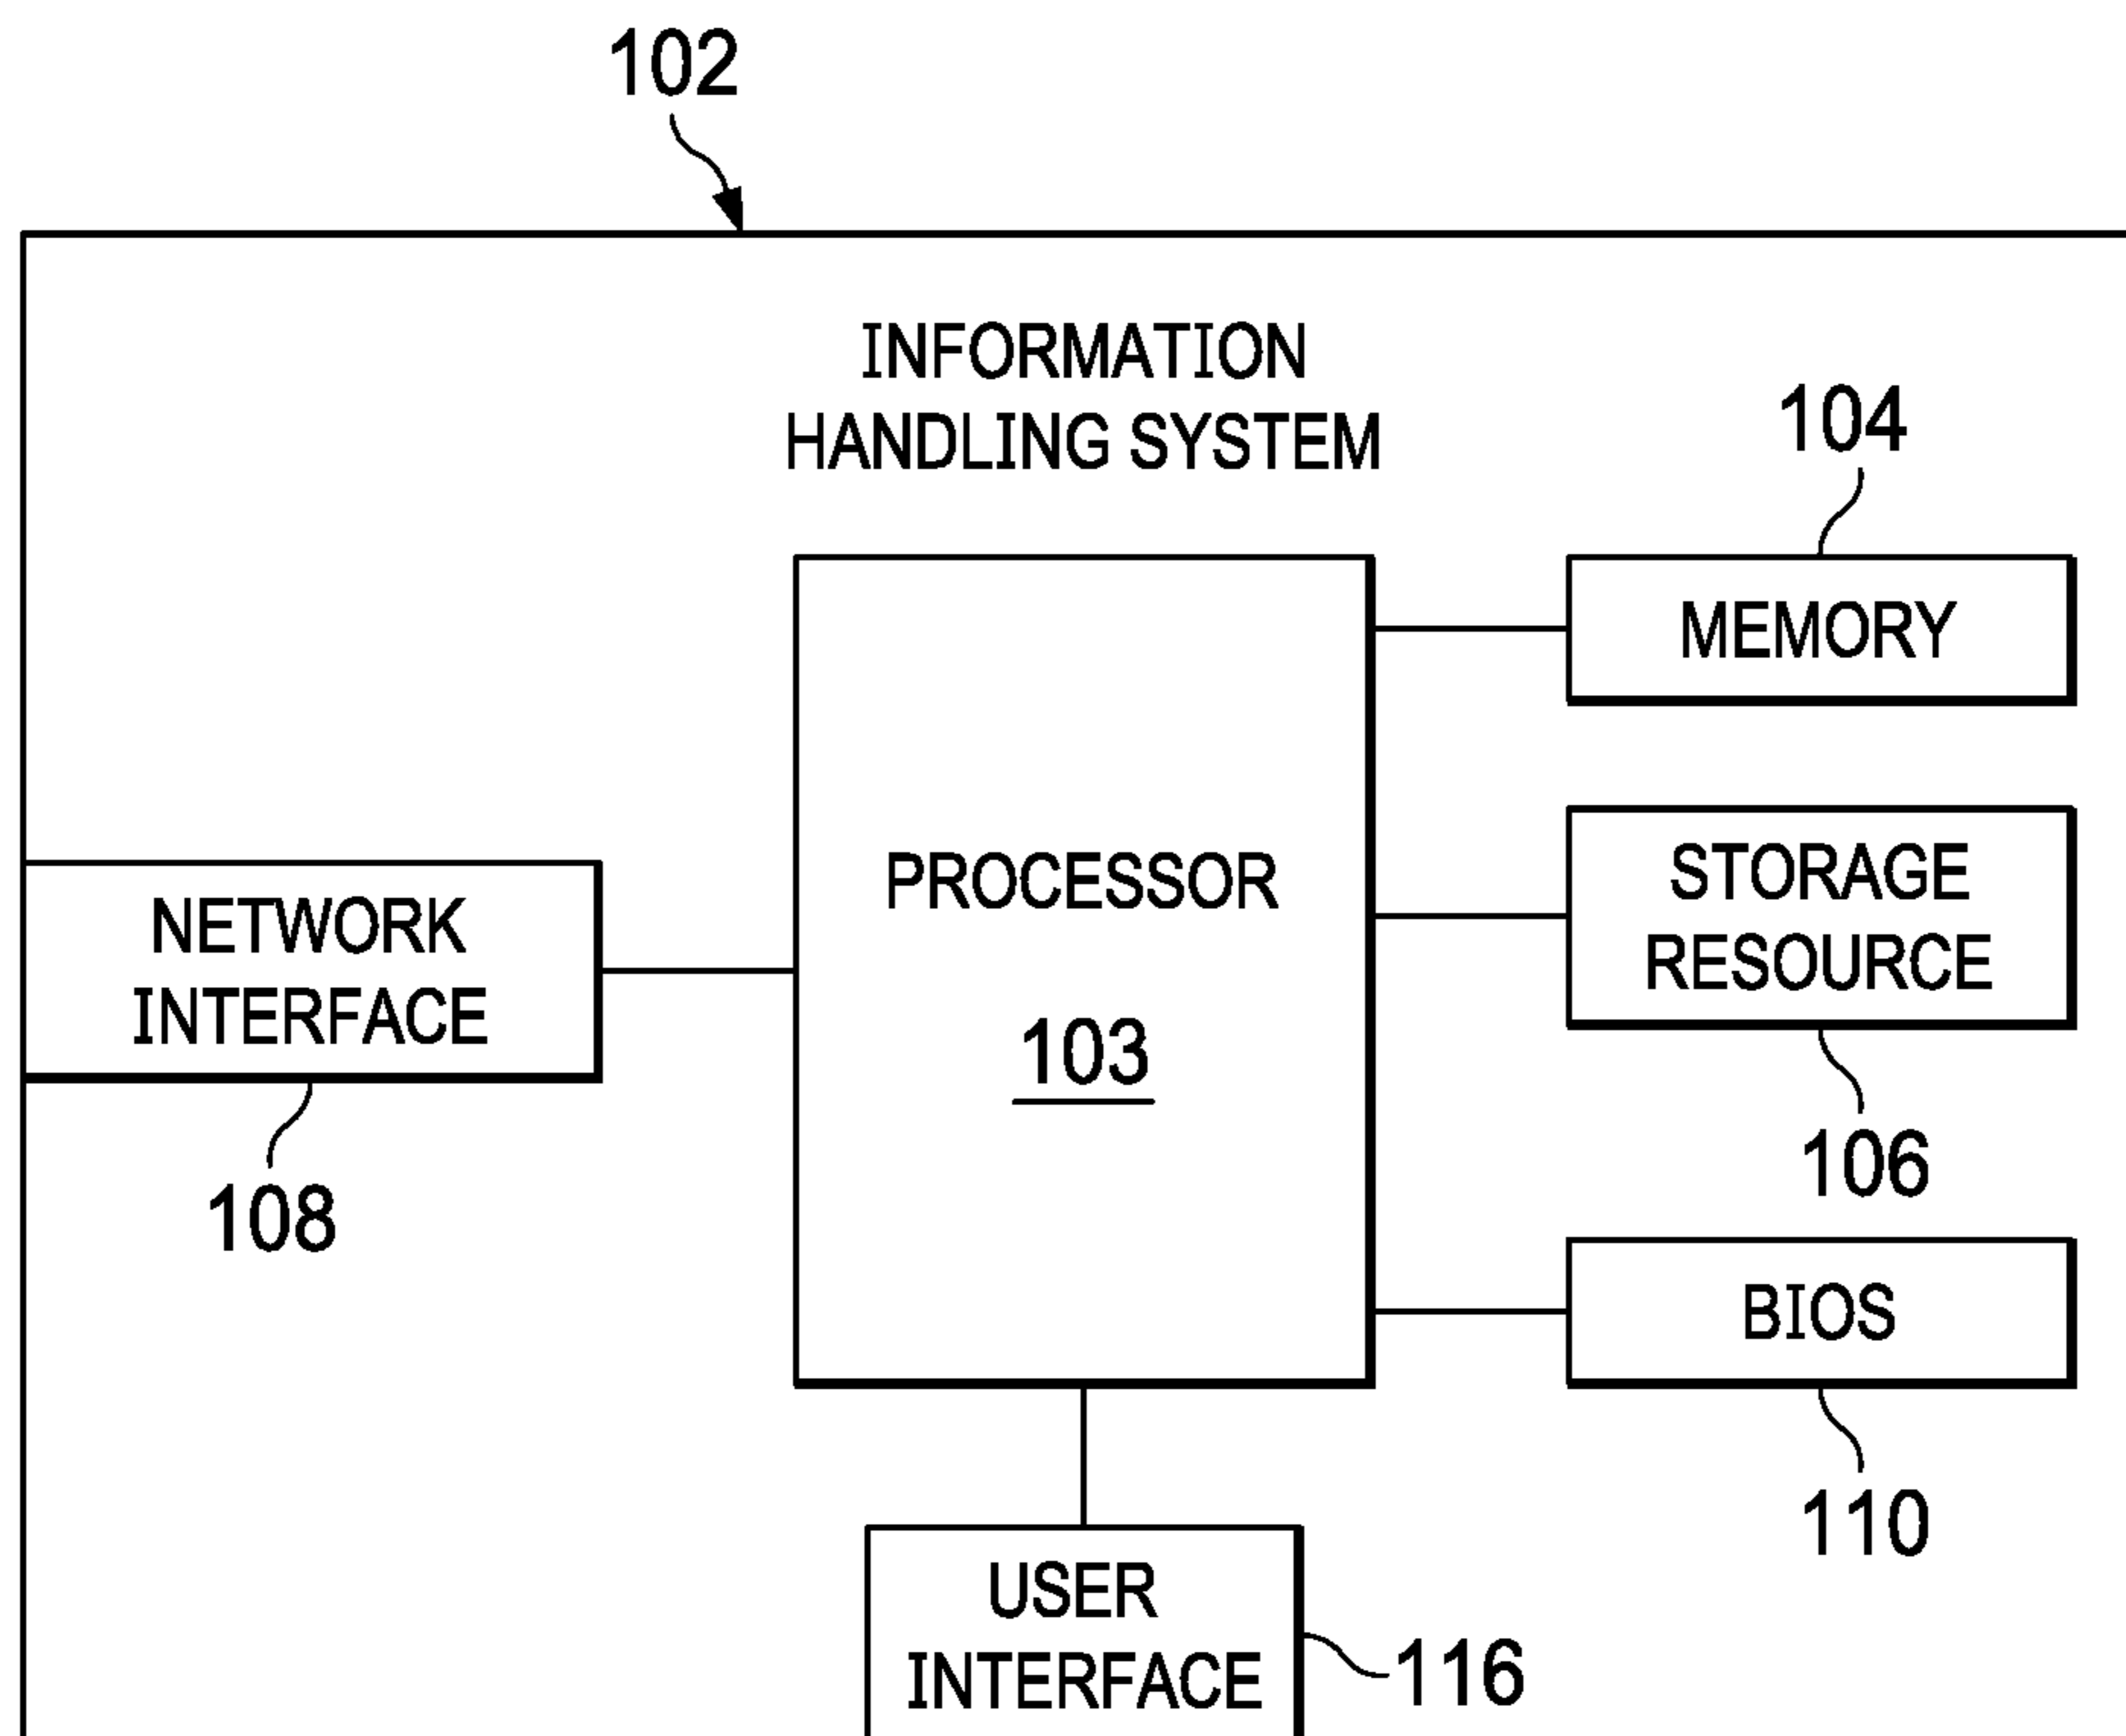 102
INFORMATION
HANDLING SYSTEM
104
MEMORY
PROCESSOR
103
STORAGE
RESOURCE
106
NETWORK
INTERFACE
108
BIOS
110
USER
INTERFACE
116